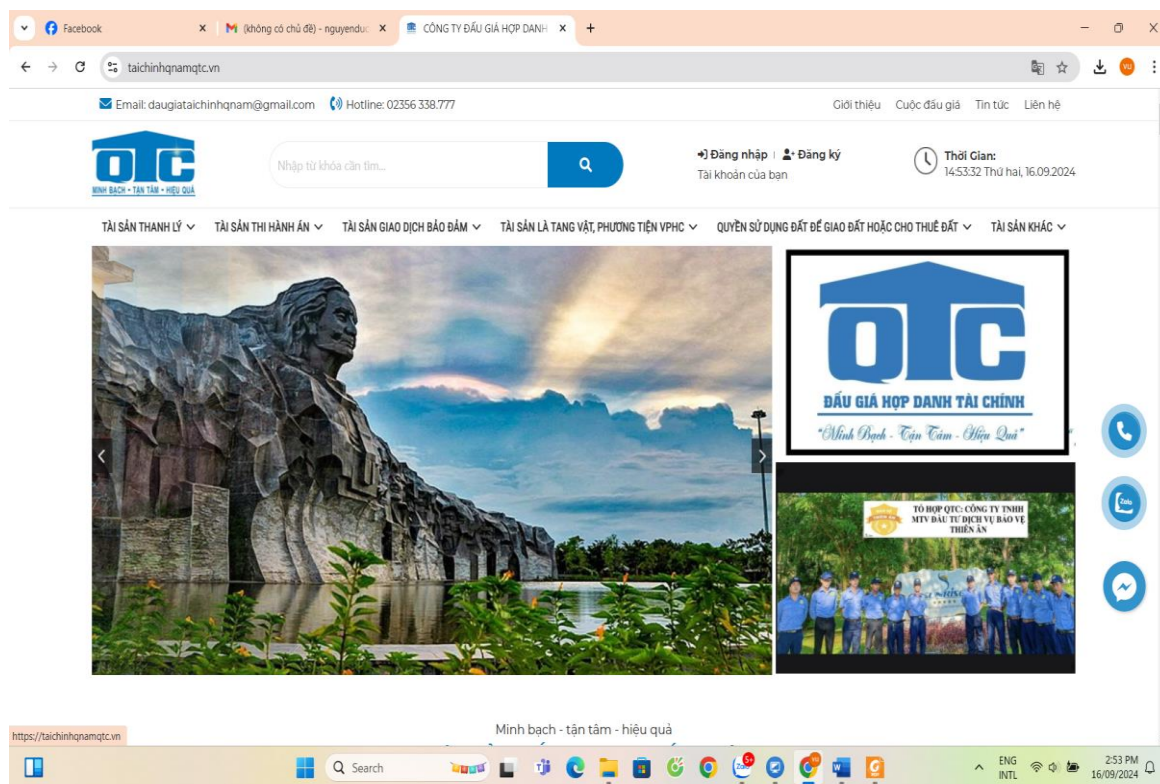 Facebook
(không có chủ đề) - nguyenduc
CÔNG TY ĐẤU GIÁ HỢP DANH
taichinhqnamqtc.vn
Email: daugiataichinhqnam@gmail.com Hotline: 02356 338.777
Giới thiệu Cuộc đấu giá Tin tức Liên hệ
QTC
MINH BẠCH - TẬN TÂM - HIỆU QUẢ
Nhập từ khóa cần tìm...
Đăng nhập Đăng ký
Tài khoản của bạn
Thời Gian:
14:53:32 Thứ hai, 16.09.2024
TÀI SẢN THANH LÝ TÀI SẢN THI HÀNH ÁN TÀI SẢN GIAO DỊCH BẢO ĐẢM TÀI SẢN LÀ TANG VẬT, PHƯƠNG TIỆN VPHC QUYỀN SỬ DỤNG ĐẤT ĐỂ GIAO ĐẤT HOẶC CHO THUÊ ĐẤT TÀI SẢN KHÁC
QTC
ĐẤU GIÁ HỢP DANH TÀI CHÍNH
"Minh Bạch - Tận Tâm - Hiệu Quả"
TỔ HỢP QTC: CÔNG TY TNHH
MTV ĐẦU TƯ DỊCH VỤ BẢO VỆ
THIÊN ÂN
Zalo
Minh bạch - tận tâm - hiệu quả
https://taichinhqnamqtc.vn
Search
ENG
INTL
2:53 PM
16/09/2024